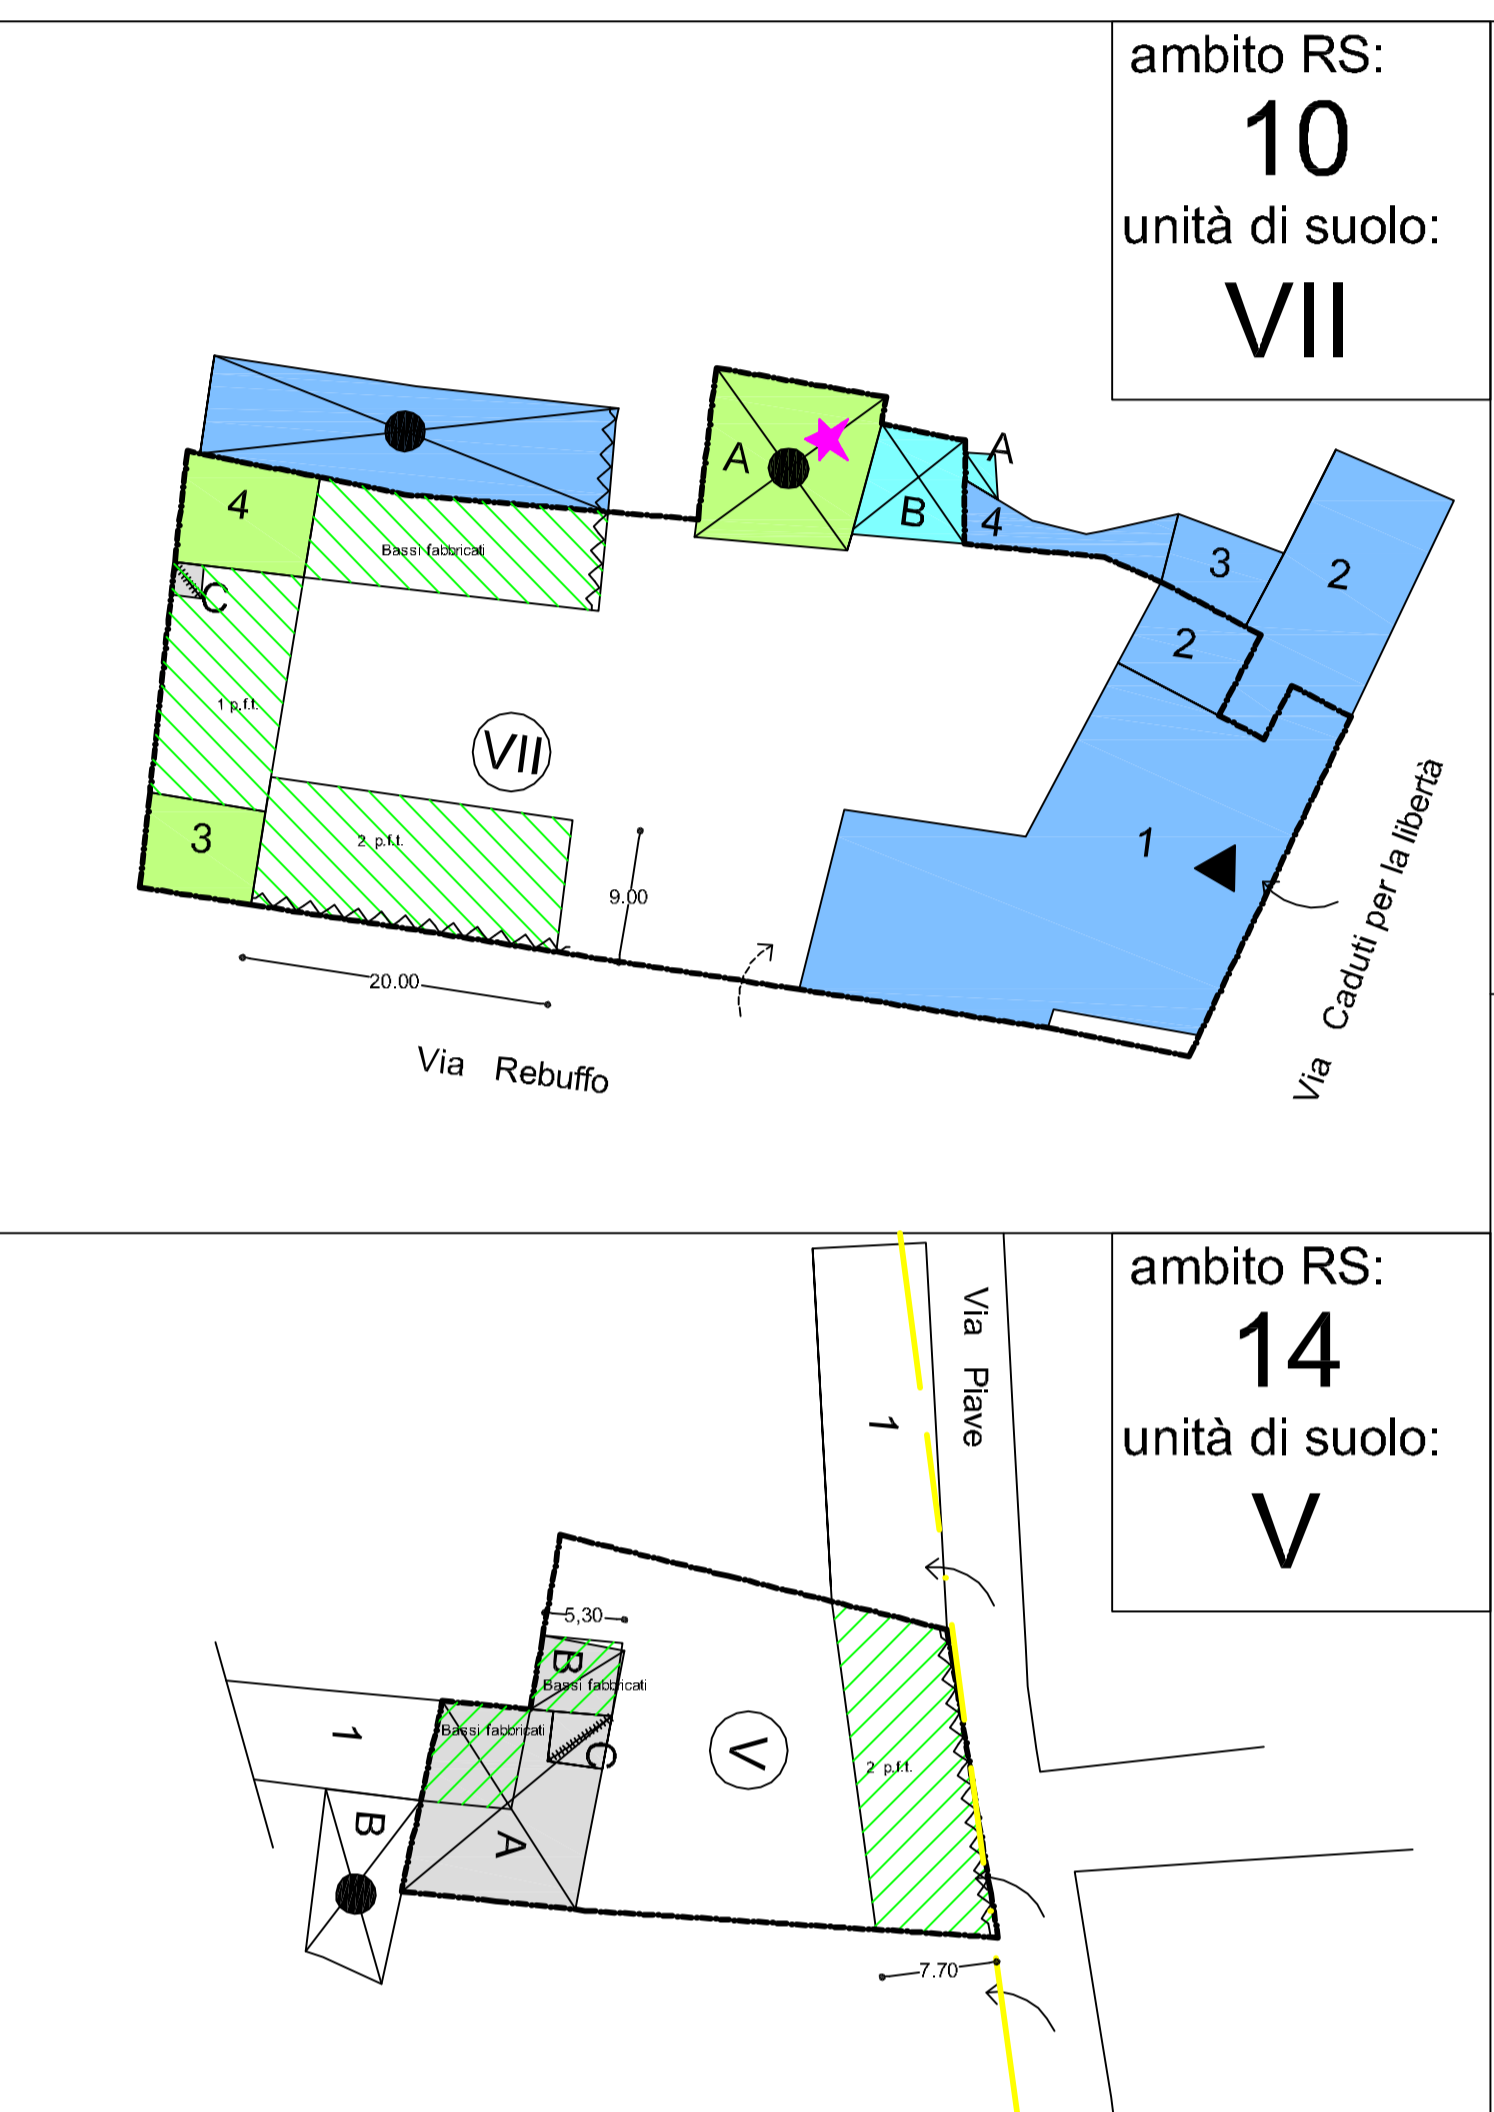 ambito RS:
10
unità di suolo:
VII
A
A
B
4
4
3
2
Bassi fabbricati
C
2
1 p.f.t.
VII
3
2 p.f.t.
1
9.00
20.00
Via Rebuffo
Via Caduti per la libertà
ambito RS:
14
unità di suolo:
V
Via Piave
1
5,30
B
Bassi fabbricati
1
Bassi fabbricati
C
V
2 p.f.t.
B
A
7.70